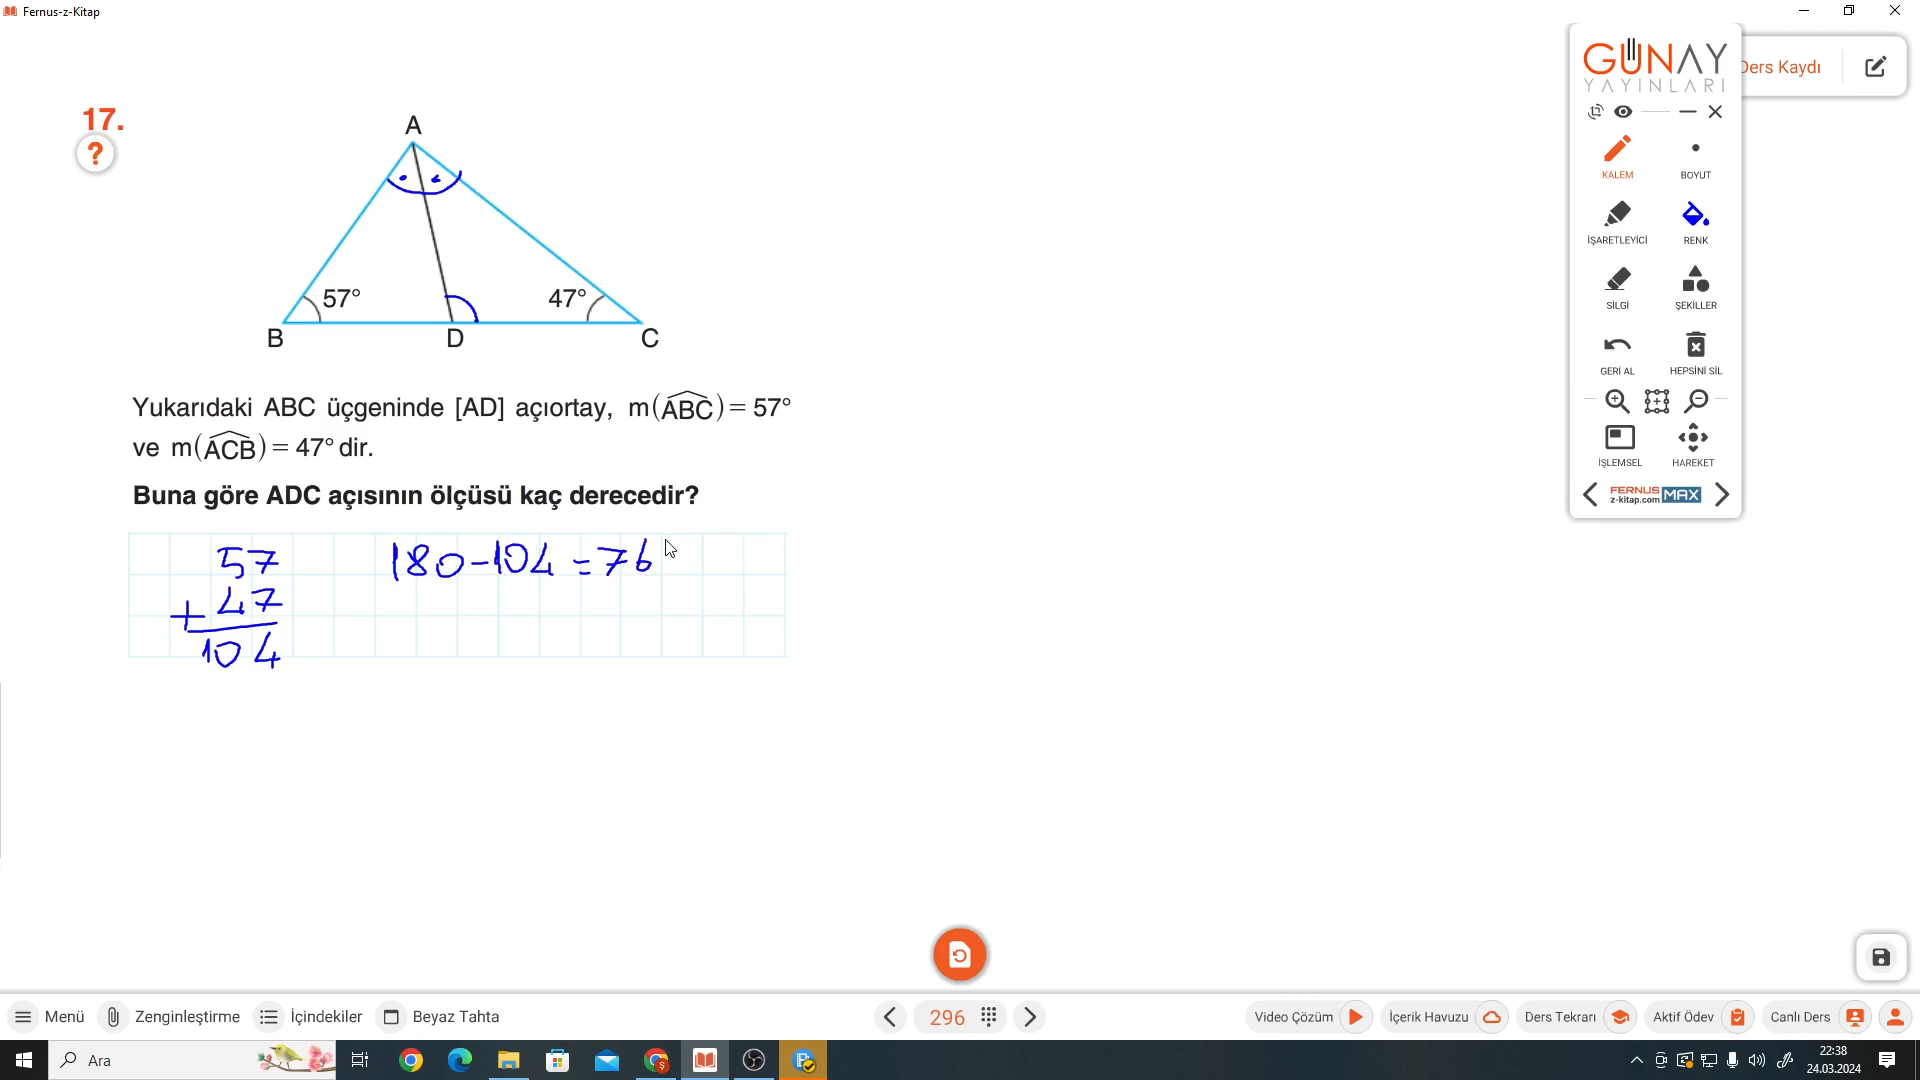 Fernus-z-Kitap
GÜNAY
YAYINLARI
Ders Kaydı
17.
?
A
57°
47°
B
D
C
KALEM
BOYUT
İŞARETLEYİCİ
RENK
SİLGİ
ŞEKİLLER
GERİ AL
HEPSİNİ SİL
İŞLEMSEL
HAREKET
FERNUS
z-kitap.com
MAX
Yukarıdaki ABC üçgeninde [AD] açıortay, m(ABC) = 57°
ve m(ACB) = 47° dir.
Buna göre ADC açısının ölçüsü kaç derecedir?
57
+ 47
104
180-104 = 76
Menü
Zenginleştirme
İçindekiler
Beyaz Tahta
296
Video Çözüm
İçerik Havuzu
Ders Tekrarı
Aktif Ödev
Canlı Ders
Ara
22:38
24.03.2024